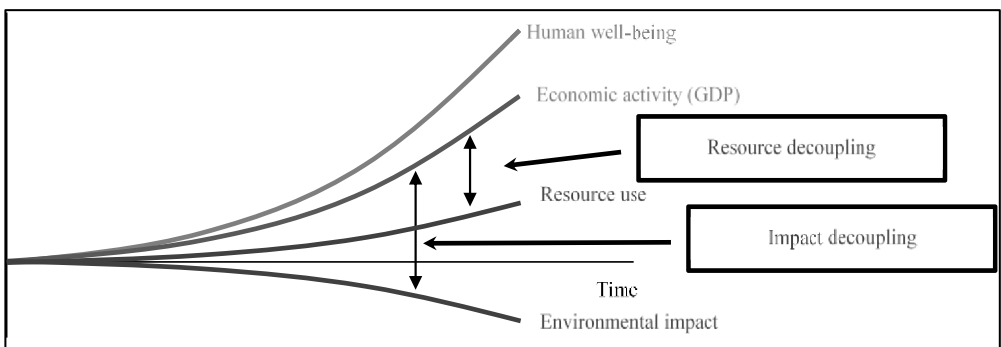 Human well-being
Economic activity (GDP)
Resource decoupling
Resource use
Impact decoupling
Time
Environmental impact